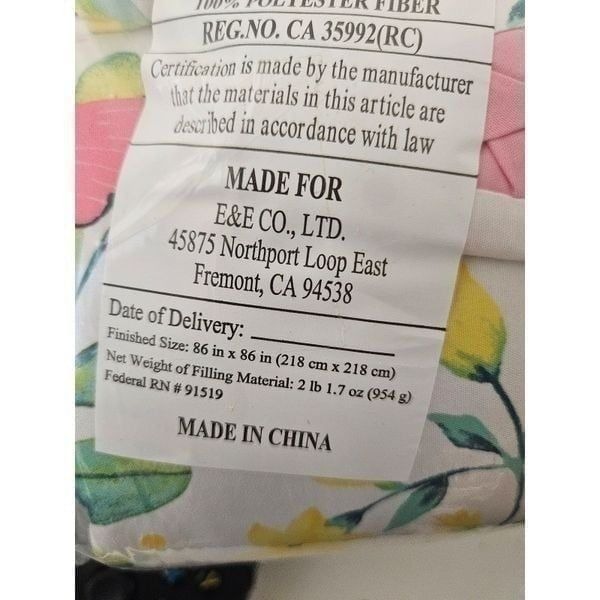 100% POLYESTER FIBER
REG.NO. CA 35992(RC)
Certification is made by the manufacturer
that the materials in this article are
described in accordance with law
MADE FOR
E&E CO., LTD.
45875 Northport Loop East
Fremont, CA 94538
Date of Delivery:
Finished Size: 86 in x 86 in (218 cm x 218 cm)
Net Weight of Filling Material: 2 lb 1.7 oz (954 g)
Federal RN # 91519
MADE IN CHINA